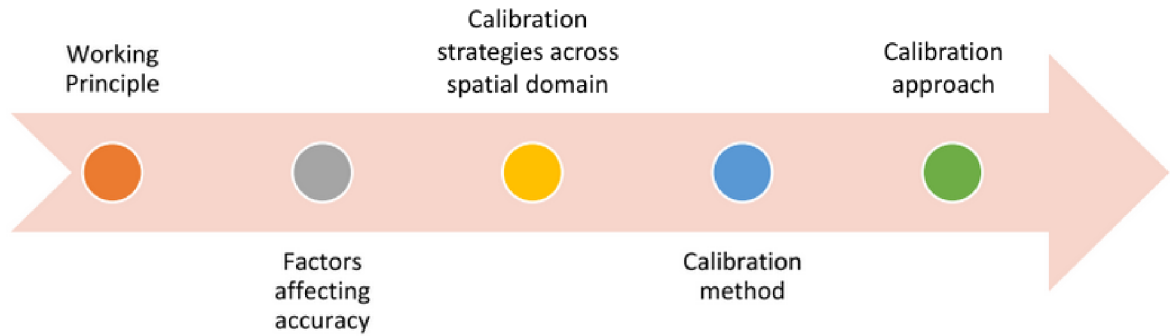 Working
Principle
Factors
affecting
accuracy
Calibration
strategies across
spatial domain
Calibration
method
Calibration
approach